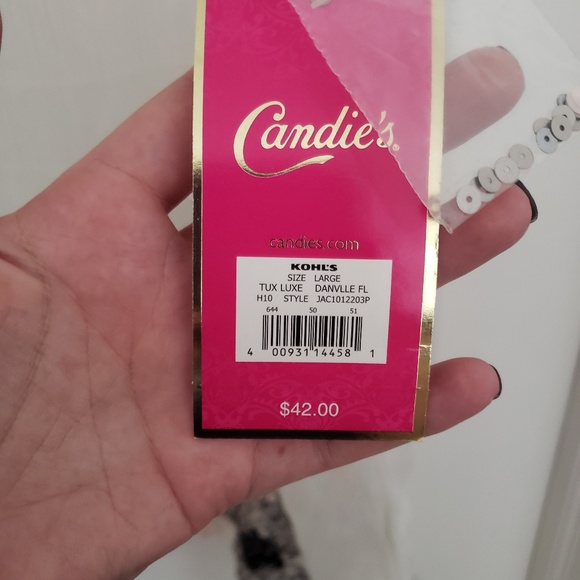 Candie's®
candies.com
KOHL'S
SIZE LARGE
TUX LUXE DANVLLE FL
H10 STYLE JAC1012203P
644 50 51
4 00931 14458 1
$42.00